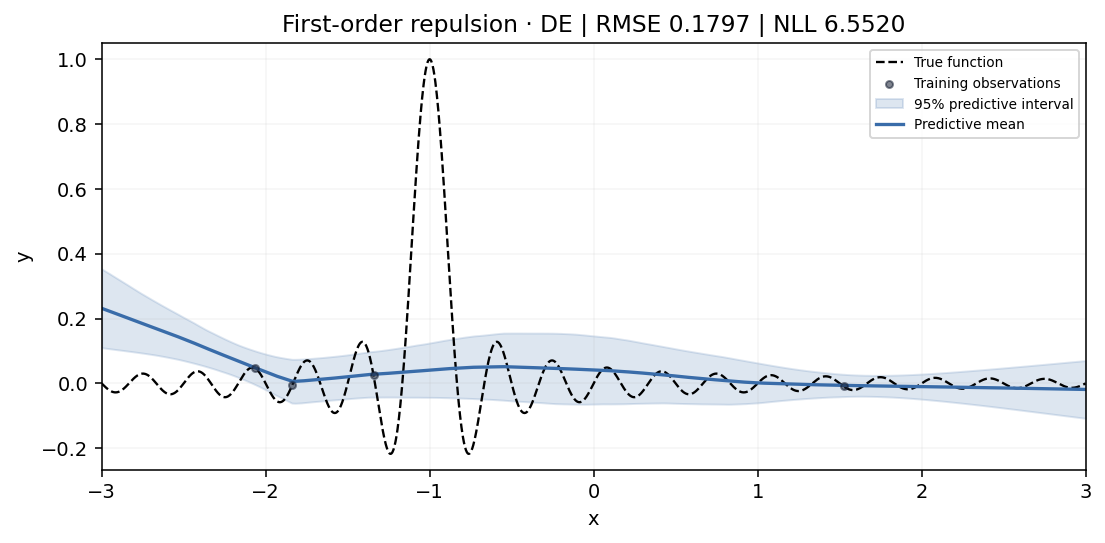 First-order repulsion · DE | RMSE 0.1797 | NLL 6.5520
True function
Training observations
95% predictive interval
Predictive mean
1.0
0.8
0.6
0.4
0.2
0.0
−0.2
y
−3
−2
−1
0
1
2
3
x